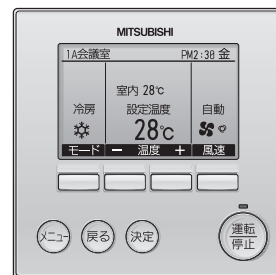 MITSUBISHI
1A会議室 PM2:30 金
室内 28℃
冷房 設定温度 自動
28℃
モード － 温度 ＋ 風速
メニュー 戻る 決定 運転
停止